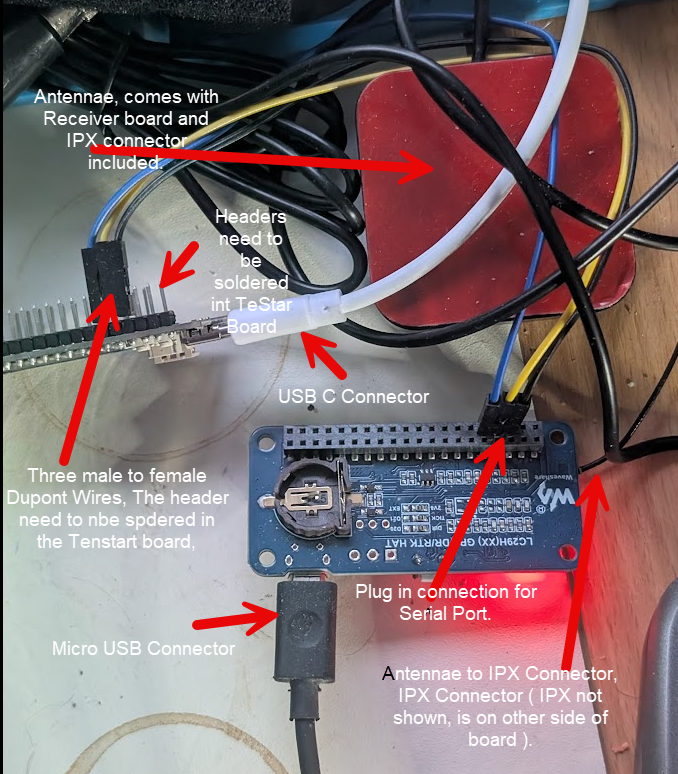 Antennae, comes with
Receiver board and
IPX connector
included.
Headers
need to
be
soldered
int TeStar
Board
USB C Connector
Three male to female
Dupont Wires, The header
need to nbe spdered in
the Tenstart board,
Waveshare
LC29H(XX) GPS/RTK HAT
Plug in connection for
Serial Port.
Micro USB Connector
Antennae to IPX Connector,
IPX Connector ( IPX not
shown, is on other side of
board ).